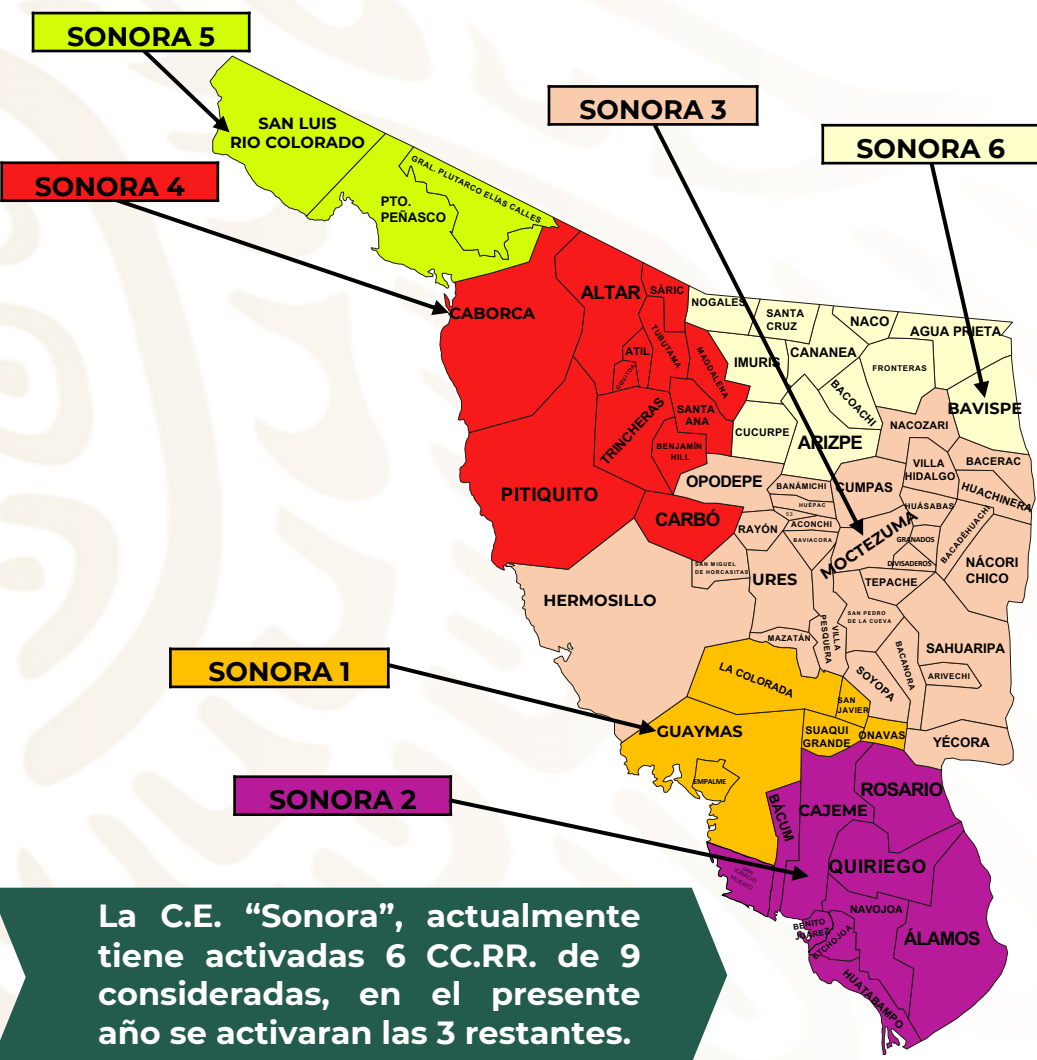 SONORA 5
SONORA 3
SONORA 6
SONORA 4
SONORA 1
SONORA 2
SAN LUIS
RIO COLORADO
GRAL. PLUTARCO ELÍAS CALLES
PTO.
PEÑASCO
CABORCA
ALTAR
SÁRIC
TUBUTAMA
ATIL
OQUITOA
MAGDALENA
SANTA
ANA
TRINCHERAS
BENJAMÍN
HILL
PITIQUITO
CARBÓ
NOGALES
SANTA
CRUZ
NACO
AGUA PRIETA
IMURIS
CANANEA
FRONTERAS
BACOACHI
BAVISPE
CUCURPE
ARIZPE
NACOZARI
OPODEPE
BANÁMICHI
CUMPAS
VILLA
HIDALGO
BACERAC
HUACHINERA
HUÉPAC
53
HUÁSABAS
RAYÓN
ACONCHI
BAVIACORA
MOCTEZUMA
GRANADOS
BACADÉHUACHI
DIVISADEROS
NÁCORI
CHICO
SAN MIGUEL
DE HORCASITAS
URES
TEPACHE
HERMOSILLO
SAN PEDRO
DE LA CUEVA
MAZATÁN
VILLA
PESQUERA
BACANORA
SAHUARIPA
ARIVECHI
SOYOPA
YÉCORA
LA COLORADA
SAN
JAVIER
GUAYMAS
SUAQUI
GRANDE
ONAVAS
EMPALME
BÁCUM
CAJEME
ROSARIO
SAN
IGNACIO
MUERTO
QUIRIEGO
NAVOJOA
BENITO
JUÁREZ
ETCHOJOA
ÁLAMOS
HUATABAMPO
La C.E. “Sonora”, actualmente
tiene activadas 6 CC.RR. de 9
consideradas, en el presente
año se activaran las 3 restantes.